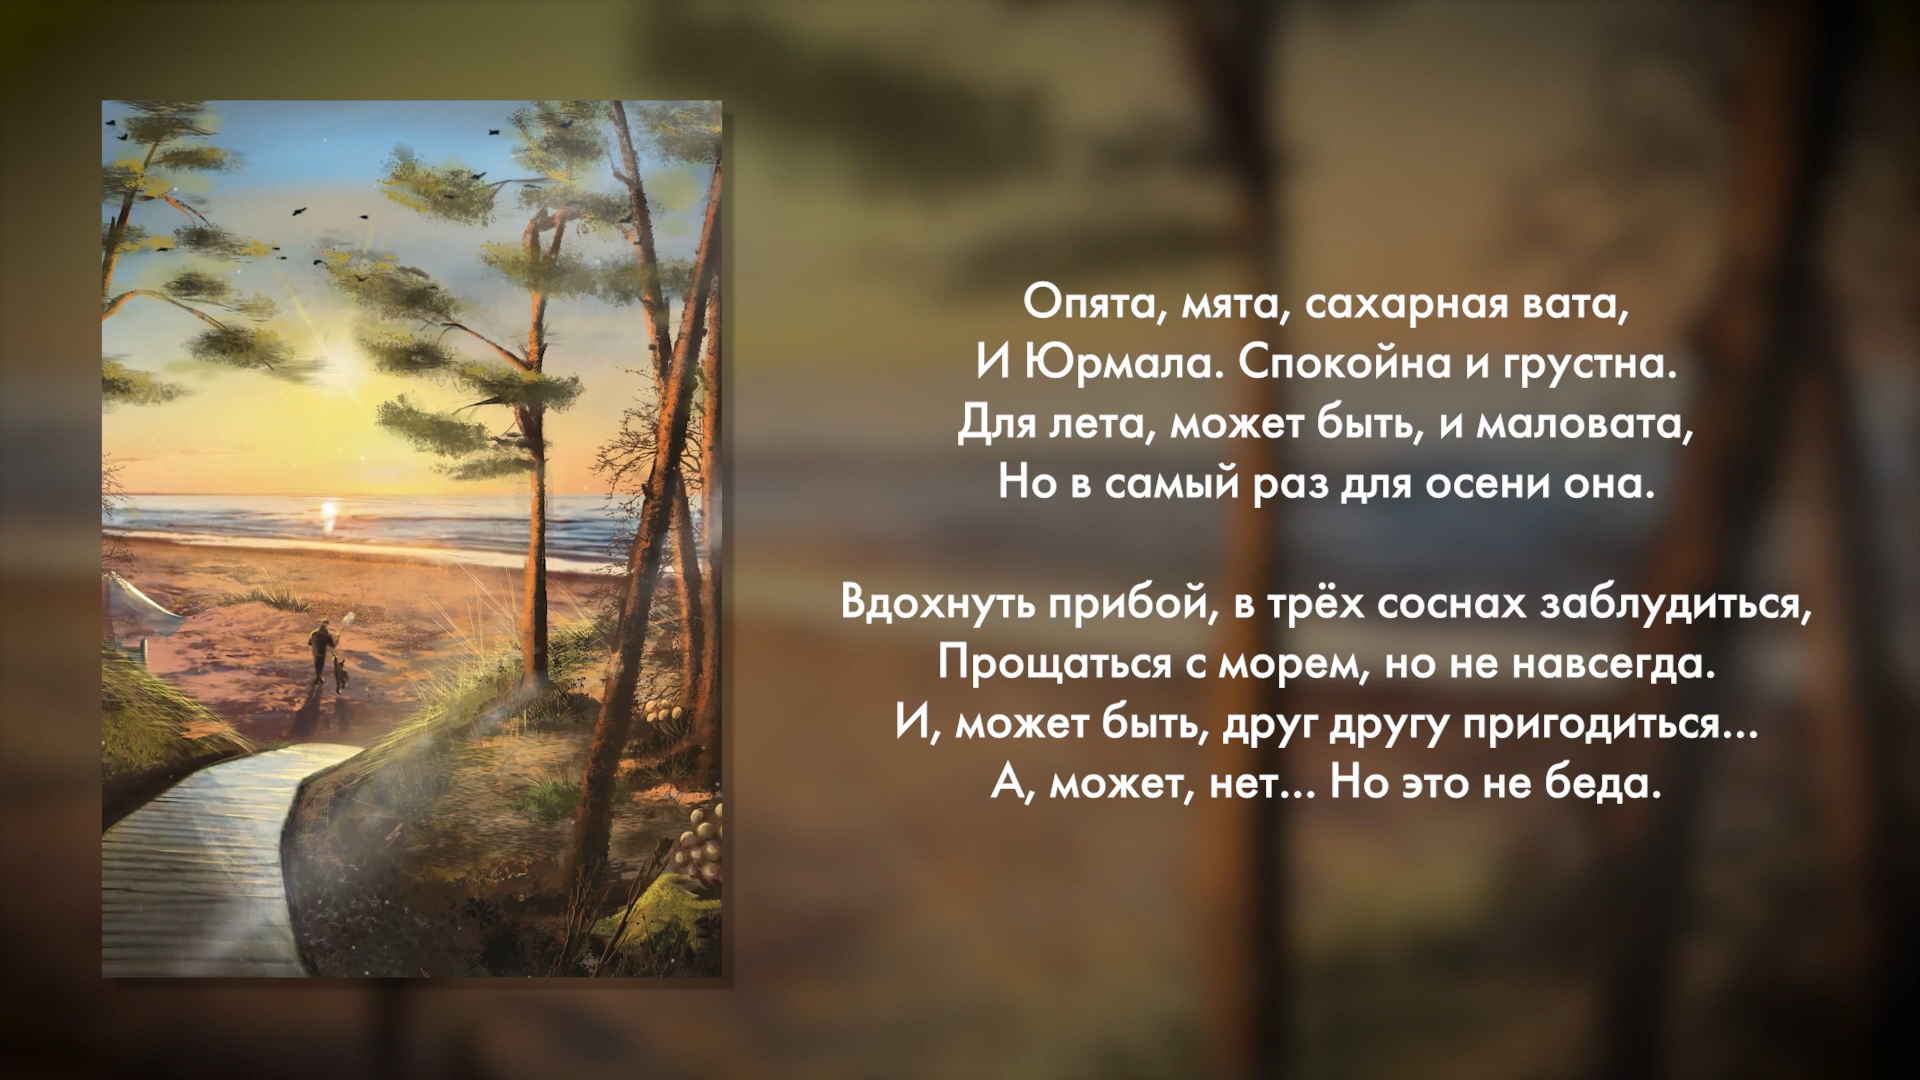 Опята, мята, сахарная вата,
И Юрмала. Спокойна и грустна.
Для лета, может быть, и маловата,
Но в самый раз для осени она.
Вдохнуть прибой, в трёх соснах заблудиться,
Прощаться с морем, но не навсегда.
И, может быть, друг другу пригодиться...
А, может, нет... Но это не беда.